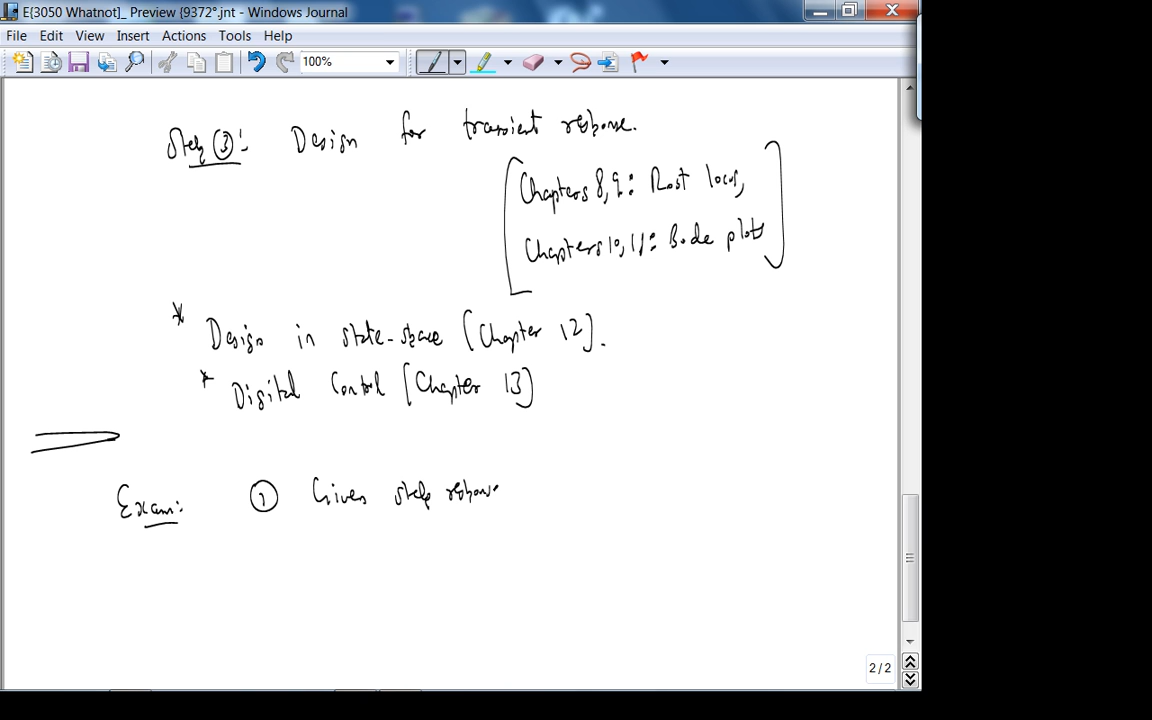 E{3050 Whatnot]_ Preview {9372°.jnt - Windows Journal
File Edit View Insert Actions Tools Help
100%
Step (3): Design for transient response.
[Chapters 8,9: Root locus,
Chapters 10,11: Bode plots]
* Design in state-space [Chapter 12].
* Digital Control [Chapter 13]
Exam: (1) Given step response
2/2